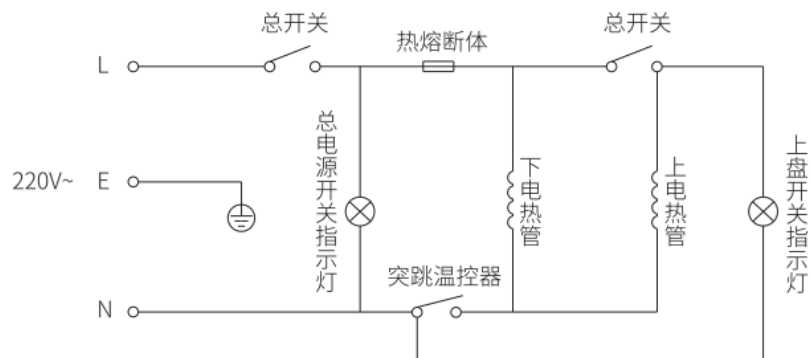 总开关
热熔断体
总开关
L
总电源开关指示灯
下电热管
上电热管
上盘开关指示灯
220V~ E
突跳温控器
N